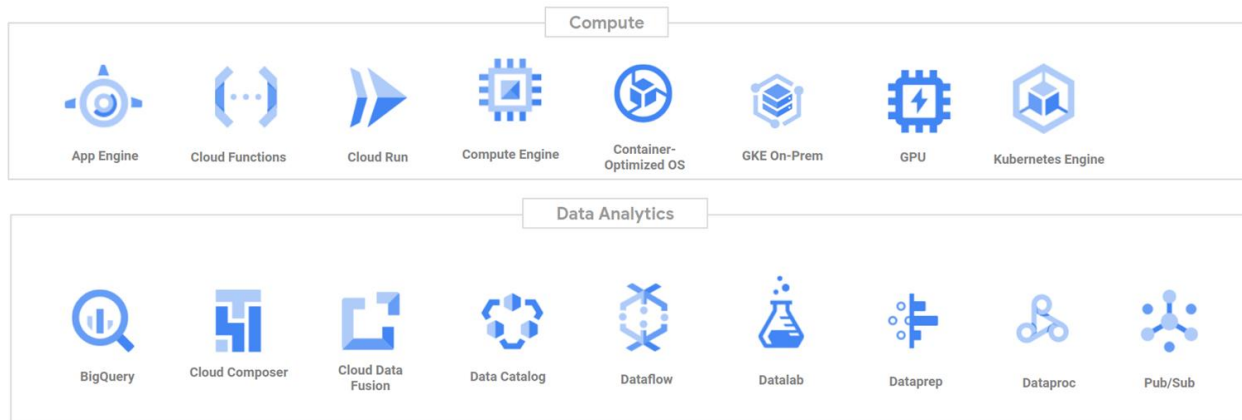 Compute
App Engine
Cloud Functions
Cloud Run
Compute Engine
Container-
Optimized OS
GKE On-Prem
GPU
Kubernetes Engine
Data Analytics
BigQuery
Cloud Composer
Cloud Data
Fusion
Data Catalog
Dataflow
Datalab
Dataprep
Dataproc
Pub/Sub